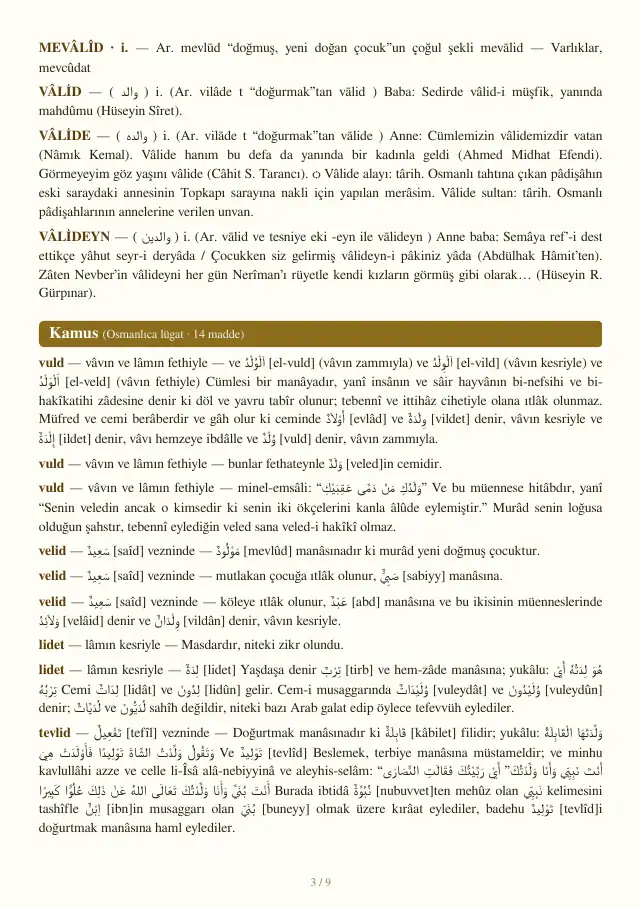 MEVÂLÎD · i. — Ar. mevlūd “doğmuş, yeni doğan çocuk”un çoğul şekli mevālid — Varlıklar,
mevcûdat
VÂLİD — ( والد ) i. (Ar. vilāde t “doğurmak”tan vālid ) Baba: Sedirde vâlid-i müşfik, yanında
mahdûmu (Hüseyin Sîret).
VÂLİDE — ( والده ) i. (Ar. vilāde t “doğurmak”tan vālide ) Anne: Cümlemizin vâlidemizdir vatan
(Nâmık Kemal). Vâlide hanım bu defa da yanında bir kadınla geldi (Ahmed Midhat Efendi).
Görmeyeyim göz yaşını vâlide (Câhit S. Tarancı). ѻ Vâlide alayı: târih. Osmanlı tahtına çıkan pâdişâhın
eski saraydaki annesinin Topkapı sarayına nakli için yapılan merâsim. Vâlide sultan: târih. Osmanlı
pâdişahlarının annelerine verilen unvan.
VÂLİDEYN — ( والدين ) i. (Ar. vālid ve tesniye eki -eyn ile vālideyn ) Anne baba: Semâya ref’-i dest
ettikçe yâhut seyr-i deryâda / Çocukken siz gelirmiş vâlideyn-i pâkiniz yâda (Abdülhak Hâmit’ten).
Zâten Nevber’in vâlideyni her gün Nerîman’ı rüyetle kendi kızların görmüş gibi olarak… (Hüseyin R.
Gürpınar).
Kamus (Osmanlıca lügat · 14 madde)
vuld — vâvın ve lâmın fethiyle — ve اَلْوُلْدُ [el-vuld] (vâvın zammıyla) ve اَلْوِلْدُ [el-vild] (vâvın kesriyle) ve
اَلْوَلْدُ [el-veld] (vâvın fethiyle) Cümlesi bir manâyadır, yanî insânın ve sâir hayvânın bi-nefsihi ve bi-
hakîkatihi zâdesine denir ki döl ve yavru tabîr olunur; tebennî ve ittihâz cihetiyle olana ıtlâk olunmaz.
Müfred ve cemi berâberdir ve gâh olur ki ceminde أَوْلاَدٌ [evlâd] ve وِلْدَةٌ [vildet] denir, vâvın kesriyle ve
إِلْدَةٌ [ildet] denir, vâvı hemzeye ibdâlle ve وُلْدٌ [vuld] denir, vâvın zammıyla.
vuld — vâvın ve lâmın fethiyle — bunlar fethateynle وَلَدٌ [veled]in cemidir.
vuld — vâvın ve lâmın fethiyle — minel-emsâli: “وَلَدُكِ مَنْ دَمَّى عَقِبَيْكِ” Ve bu müennese hitâbdır, yanî
“Senin veledin ancak o kimsedir ki senin iki ökçelerini kanla âlûde eylemiştir.” Murâd senin loğusa
olduğun şahstır, tebennî eylediğin veled sana veled-i hakîkî olmaz.
velid — سَعِيدٌ [saîd] vezninde — مَوْلُودٌ [mevlûd] manâsınadır ki murâd yeni doğmuş çocuktur.
velid — سَعِيدٌ [saîd] vezninde — mutlakan çocuğa ıtlâk olunur, صَبِيٌّ [sabiyy] manâsına.
velid — سَعِيدٌ [saîd] vezninde — köleye ıtlâk olunur, عَبْدٌ [abd] manâsına ve bu ikisinin müenneslerinde
وَلاَئِدُ [velâid] denir ve وِلْدَانٌ [vildân] denir, vâvın kesriyle.
lidet — lâmın kesriyle — Masdardır, niteki zikr olundu.
lidet — lâmın kesriyle — لِدَةٌ [lidet] Yaşdaşa denir تِرْبٌ [tirb] ve hem-zâde manâsına; yukâlu: هُوَ لِدَتُهُ أَيْ
تِرْبُهُ Cemi لِدَاتٌ [lidât] ve لِدُونَ [lidûn] gelir. Cem-i musaggarında وُلَيْدَاتٌ [vuleydât] ve وُلَيْدُونَ [vuleydûn]
denir; لُدَيَّاتٌ ve لُدَيُّونَ sahîh değildir, niteki bazı Arab galat edip öylece tefevvüh eylediler.
tevlid — تَفْعِيلٌ [tefîl] vezninde — Doğurtmak manâsınadır ki قَابِلَةٌ [kâbilet] filidir; yukâlu: وَلَّدَتْهَا الْقَابِلَةُ
وَتَقُولُ وَلَّدْتُ الشَّاةَ تَوْلِيدًا فَأَوْلَدَتْ هِيَ Ve تَوْلِيدٌ [tevlîd] Beslemek, terbiye manâsına müstameldir; ve minhu
kavlullâhi azze ve celle li-Îsâ alâ-nebiyyinâ ve aleyhis-selâm: “أَنْتَ نَبِيِّي وَأَنَا وَلَّدْتُكَ” أَيْ رَبَّيْتُكَ فَقَالَتِ النَّصَارَى
أَنْتَ بُنَيِّ وَأَنَا وَلَدْتُكَ تَعَالَى اللهُ عَنْ ذَلِكَ عُلُوًّا كَبِيرًا Burada ibtidâ نُبُوَّةٌ [nubuvvet]ten mehûz olan نَبِيِّي kelimesini
tashîfle اِبْنٌ [ibn]in musaggarı olan بُنَيِّ [buneyy] olmak üzere kırâat eylediler, badehu تَوْلِيدٌ [tevlîd]i
doğurtmak manâsına haml eylediler.
3 / 9